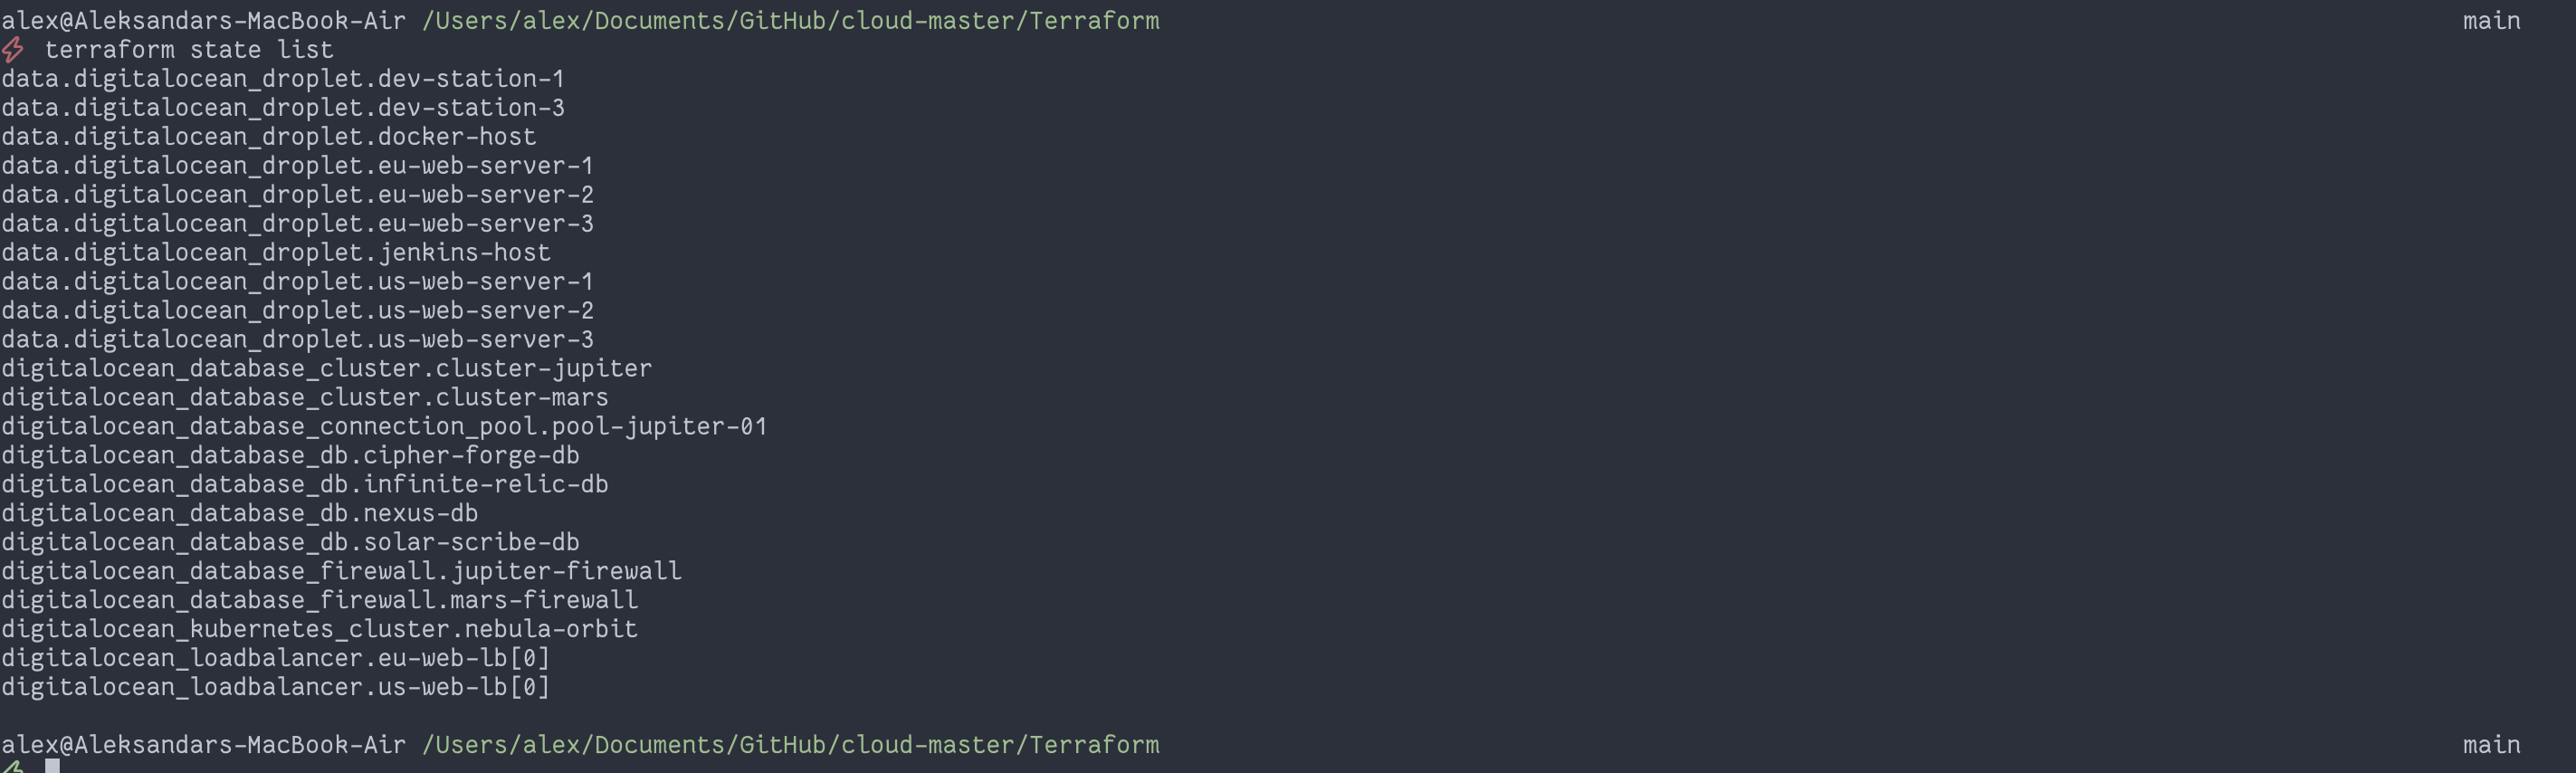 alex@Aleksandars-MacBook-Air /Users/alex/Documents/GitHub/cloud-master/Terraform main
terraform state list
data.digitalocean_droplet.dev-station-1
data.digitalocean_droplet.dev-station-3
data.digitalocean_droplet.docker-host
data.digitalocean_droplet.eu-web-server-1
data.digitalocean_droplet.eu-web-server-2
data.digitalocean_droplet.eu-web-server-3
data.digitalocean_droplet.jenkins-host
data.digitalocean_droplet.us-web-server-1
data.digitalocean_droplet.us-web-server-2
data.digitalocean_droplet.us-web-server-3
digitalocean_database_cluster.cluster-jupiter
digitalocean_database_cluster.cluster-mars
digitalocean_database_connection_pool.pool-jupiter-01
digitalocean_database_db.cipher-forge-db
digitalocean_database_db.infinite-relic-db
digitalocean_database_db.nexus-db
digitalocean_database_db.solar-scribe-db
digitalocean_database_firewall.jupiter-firewall
digitalocean_database_firewall.mars-firewall
digitalocean_kubernetes_cluster.nebula-orbit
digitalocean_loadbalancer.eu-web-lb[0]
digitalocean_loadbalancer.us-web-lb[0]
alex@Aleksandars-MacBook-Air /Users/alex/Documents/GitHub/cloud-master/Terraform main